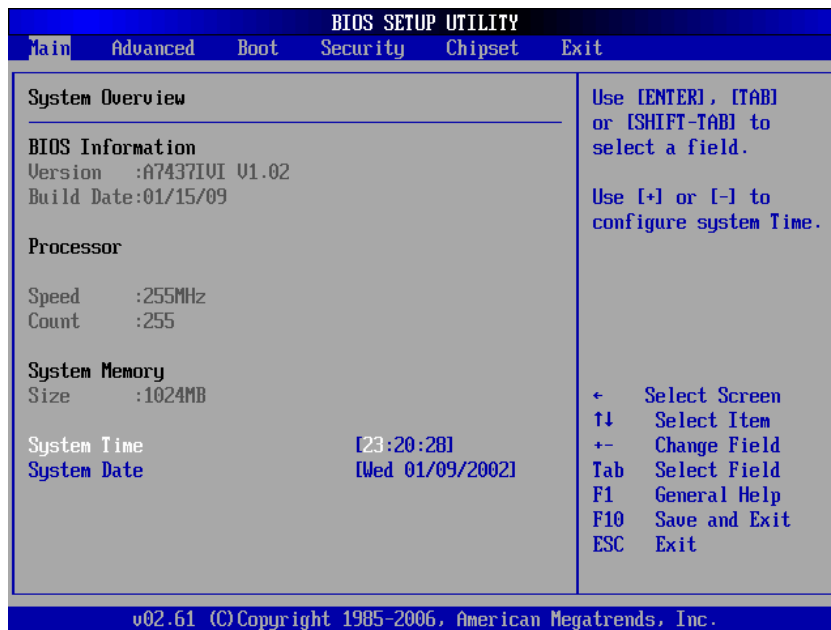 BIOS SETUP UTILITY
Main Advanced Boot Security Chipset Exit
System Overview
BIOS Information
Version :A7437IVI V1.02
Build Date:01/15/09
Processor
Speed :255MHz
Count :255
System Memory
Size :1024MB
System Time [23:20:28]
System Date [Wed 01/09/2002]
Use [ENTER], [TAB]
or [SHIFT-TAB] to
select a field.
Use [+] or [-] to
configure system Time.
← Select Screen
↑↓ Select Item
+- Change Field
Tab Select Field
F1 General Help
F10 Save and Exit
ESC Exit
v02.61 (C)Copyright 1985-2006, American Megatrends, Inc.